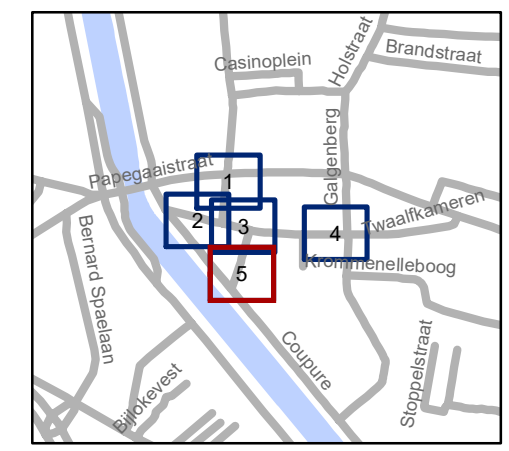 Holstraat
Brandstraat
Casinoplein
Papegaaistraat
Galgenberg
1
2
3
4
5
Twaalfkameren
Krommenelleboog
Bernard Spaelaan
Coupure
Stoppelstraat
Bijlokevest